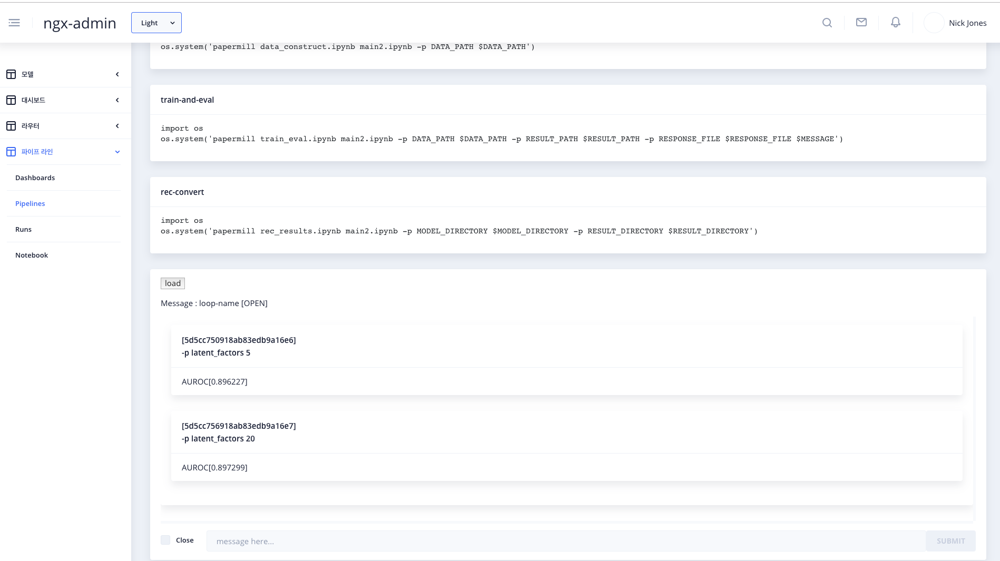 ngx-admin
Light
Nick Jones
모델
대시보드
라우터
파이프 라인
Dashboards
Pipelines
Runs
Notebook
os.system('papermill data_construct.ipynb main2.ipynb -p DATA_PATH $DATA_PATH')
train-and-eval
import os
os.system('papermill train_eval.ipynb main2.ipynb -p DATA_PATH $DATA_PATH -p RESULT_PATH $RESULT_PATH -p RESPONSE_FILE $RESPONSE_FILE $MESSAGE')
rec-convert
import os
os.system('papermill rec_results.ipynb main2.ipynb -p MODEL_DIRECTORY $MODEL_DIRECTORY -p RESULT_DIRECTORY $RESULT_DIRECTORY')
load
Message : loop-name [OPEN]
[5d5cc750918ab83edb9a16e6]
-p latent_factors 5
AUROC[0.896227]
[5d5cc756918ab83edb9a16e7]
-p latent_factors 20
AUROC[0.897299]
Close
message here...
SUBMIT